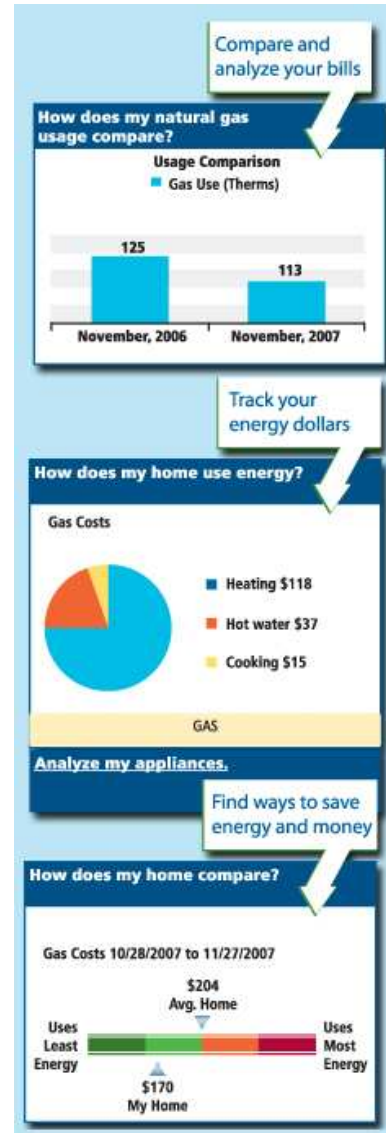 Compare and
analyze your bills
How does my natural gas
usage compare?
Usage Comparison
Gas Use (Therms)
125
113
November, 2006
November, 2007
Track your
energy dollars
How does my home use energy?
Gas Costs
Heating $118
Hot water $37
Cooking $15
GAS
Analyze my appliances.
Find ways to save
energy and money
How does my home compare?
Gas Costs 10/28/2007 to 11/27/2007
$204
Avg. Home
Uses
Least
Energy
Uses
Most
Energy
$170
My Home